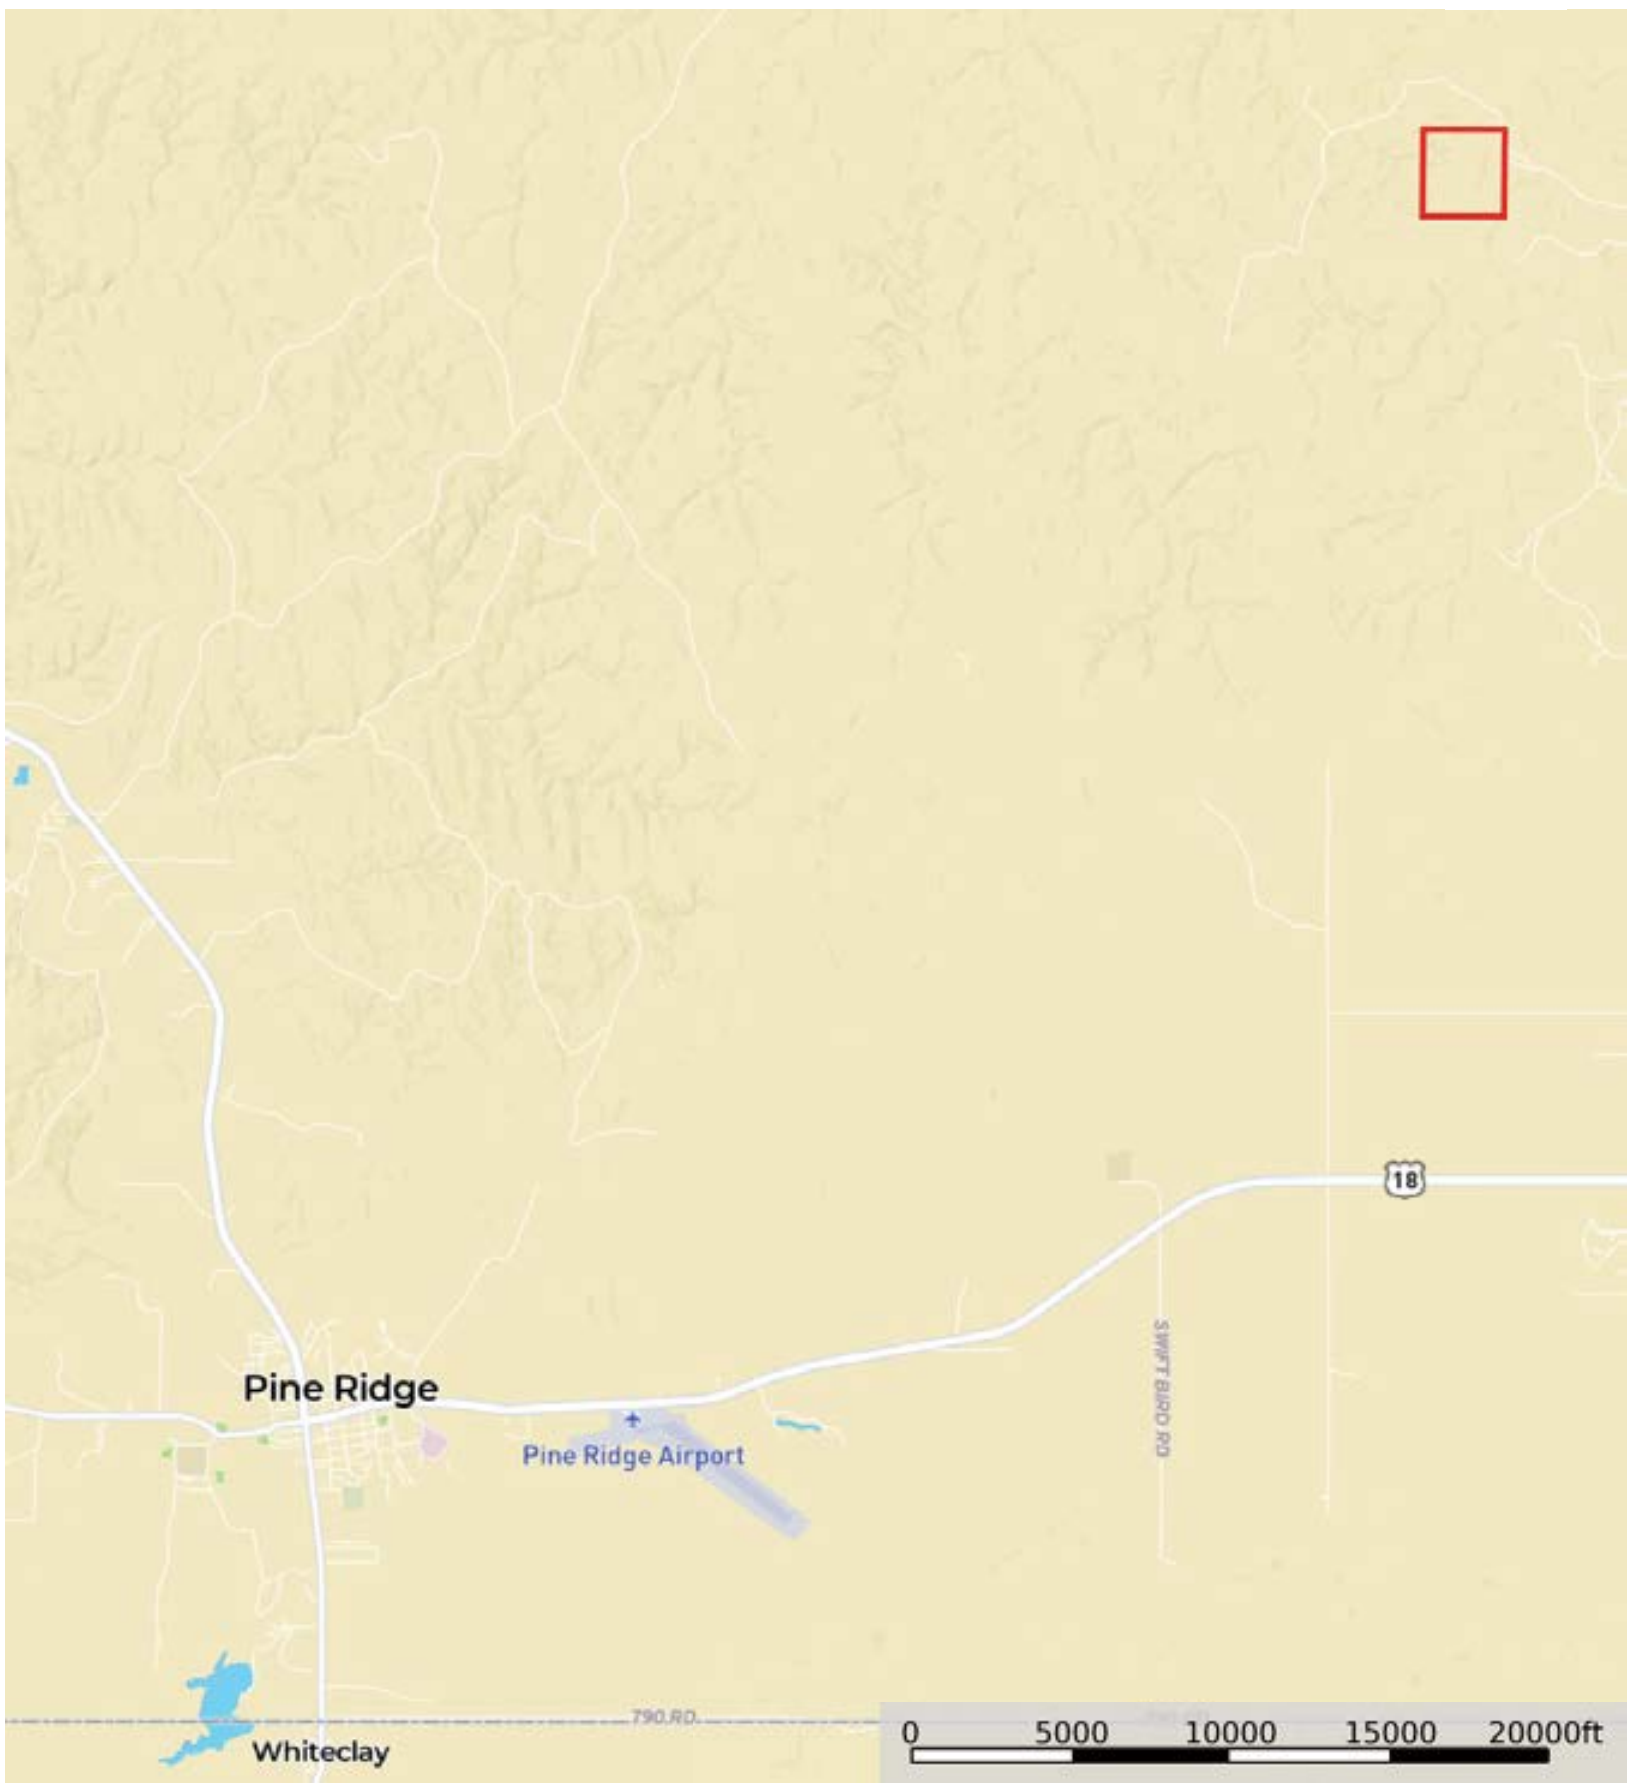 18
SWIFT BIRD RD
Pine Ridge
Pine Ridge Airport
790 RD
Whiteclay
0 5000 10000 15000 20000ft